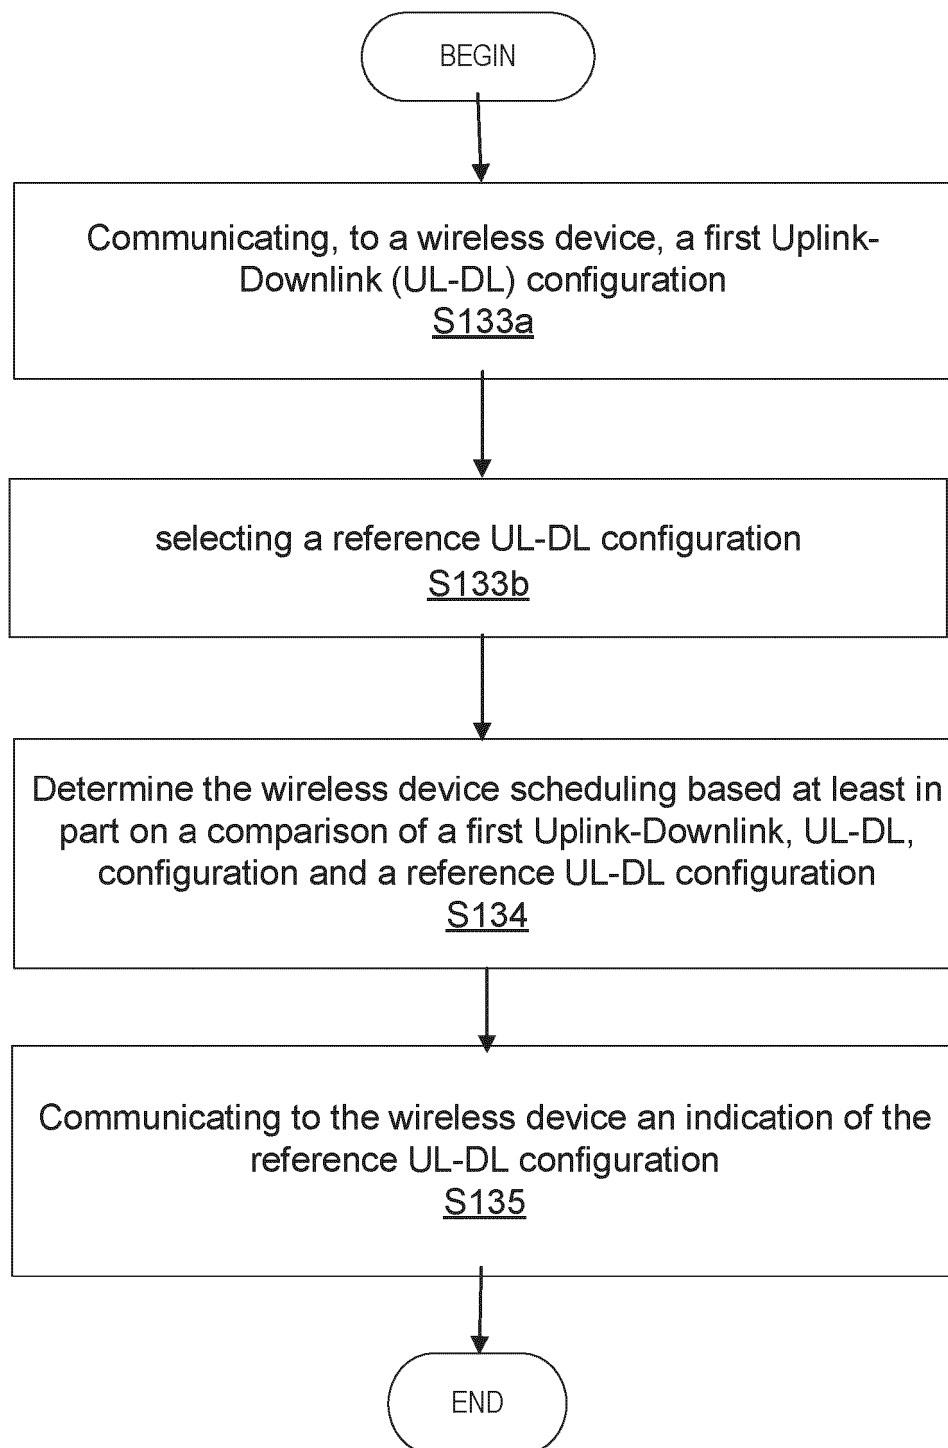 BEGIN
Communicating, to a wireless device, a first Uplink-
Downlink (UL-DL) configuration
S133a
selecting a reference UL-DL configuration
S133b
Determine the wireless device scheduling based at least in
part on a comparison of a first Uplink-Downlink, UL-DL,
configuration and a reference UL-DL configuration
S134
Communicating to the wireless device an indication of the
reference UL-DL configuration
S135
END